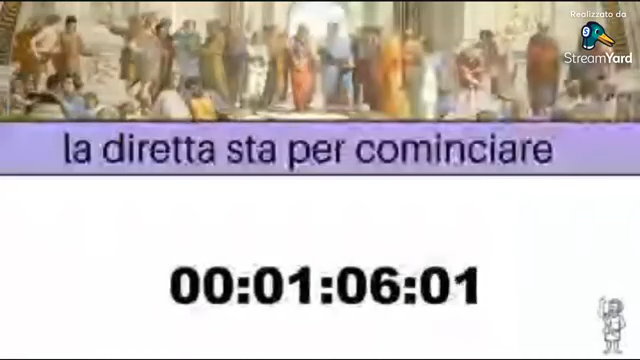 Realizzato da
StreamYard
la diretta sta per cominciare
00:01:06:01